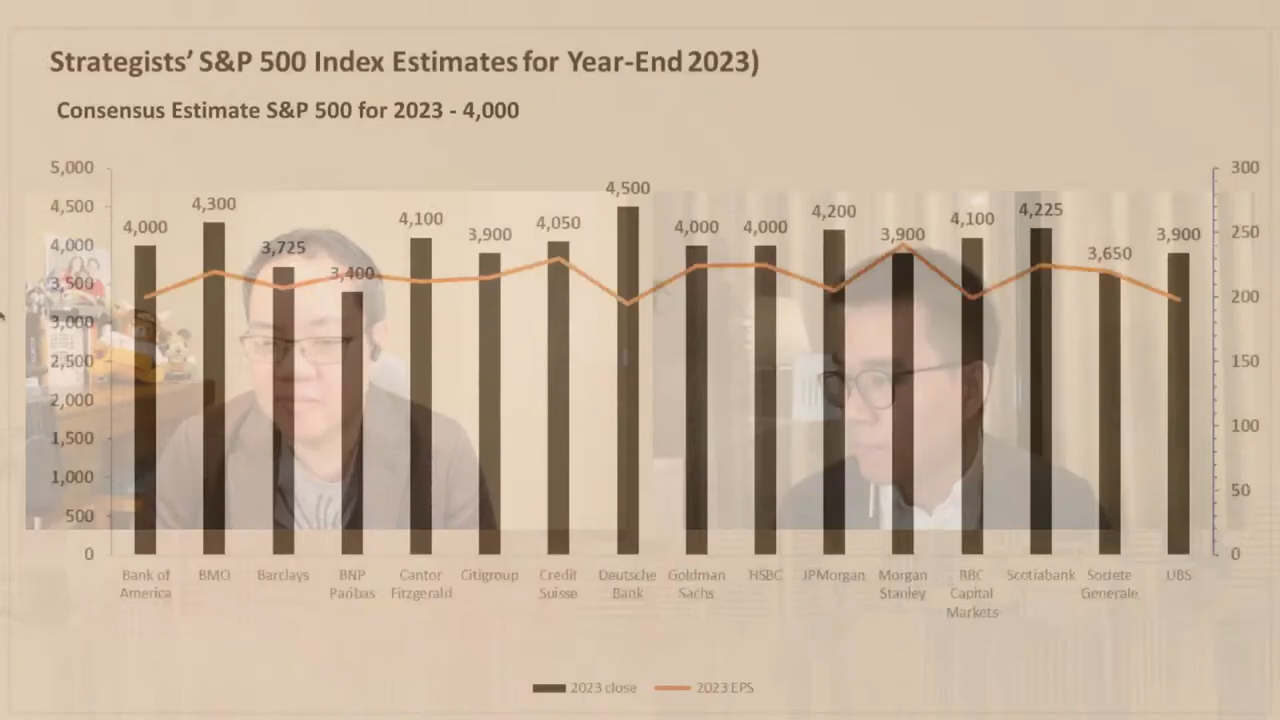 Strategists’ S&P 500 Index Estimates for Year-End 2023)
Consensus Estimate S&P 500 for 2023 - 4,000
5,000
4,500
4,000
3,500
3,000
2,500
2,000
1,500
1,000
500
0
4,000
4,300
3,725
3,400
4,100
3,900
4,050
4,500
4,000
4,000
4,200
3,900
4,100
4,225
3,650
3,900
300
250
200
150
100
50
0
Bank of
America
BMO
Barclays
BNP
Paribas
Cantor
Fitzgerald
Citigroup
Credit
Suisse
Deutsche
Bank
Goldman
Sachs
HSBC
JPMorgan
Morgan
Stanley
RBC
Capital
Markets
Scotiabank
Societe
Generale
UBS
2023 close
2023 EPS